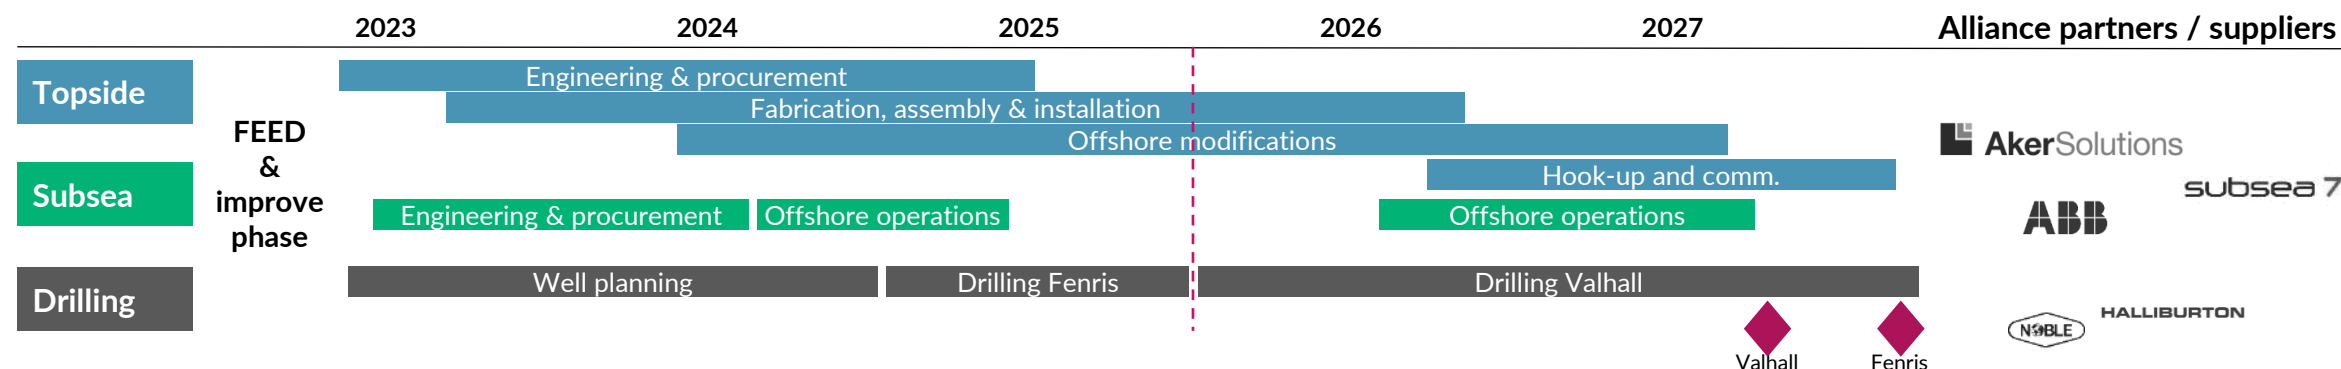 2023 2024 2025 2026 2027 Alliance partners / suppliers
Topside
Engineering & procurement
Fabrication, assembly & installation
Offshore modifications
Hook-up and comm.
FEED
&
improve
phase
Subsea
Engineering & procurement
Offshore operations
Offshore operations
Drilling
Well planning
Drilling Fenris
Drilling Valhall
Valhall
Fenris
AkerSolutions
subsea 7
ABB
HALLIBURTON
NOBLE